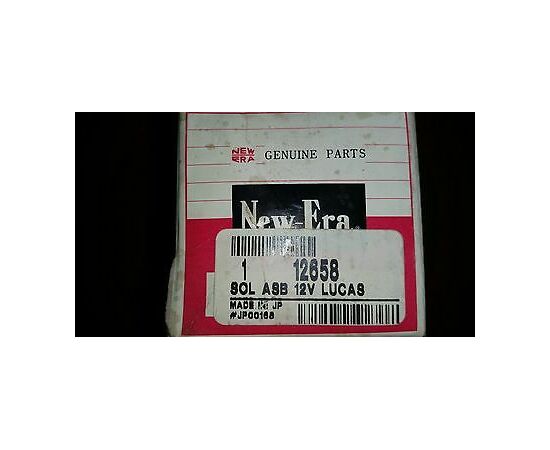 NEW ERA
GENUINE PARTS
New-Era
1 12658
SOL ASB 12V LUCAS
MADE IN JP
#JP00168